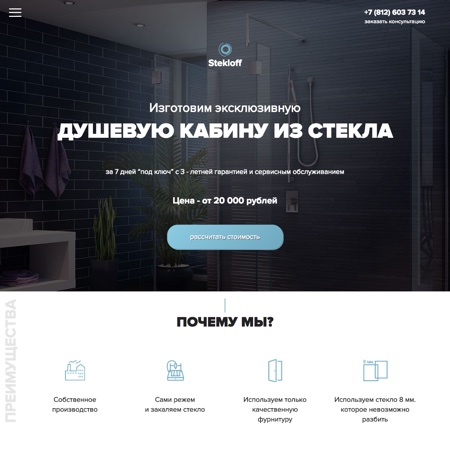 +7 (812) 603 73 14
заказать консультацию
Stekloff
Изготовим эксклюзивную
ДУШЕВУЮ КАБИНУ ИЗ СТЕКЛА
за 7 дней "под ключ" с 3 - летней гарантией и сервисным обслуживанием
Цена - от 20 000 рублей
рассчитать стоимость
ПРЕИМУЩЕСТВА
ПОЧЕМУ МЫ?
Собственное
производство
Сами режем
и закаляем стекло
Используем только
качественную
фурнитуру
8 мм
Используем стекло 8 мм.
которое невозможно
разбить